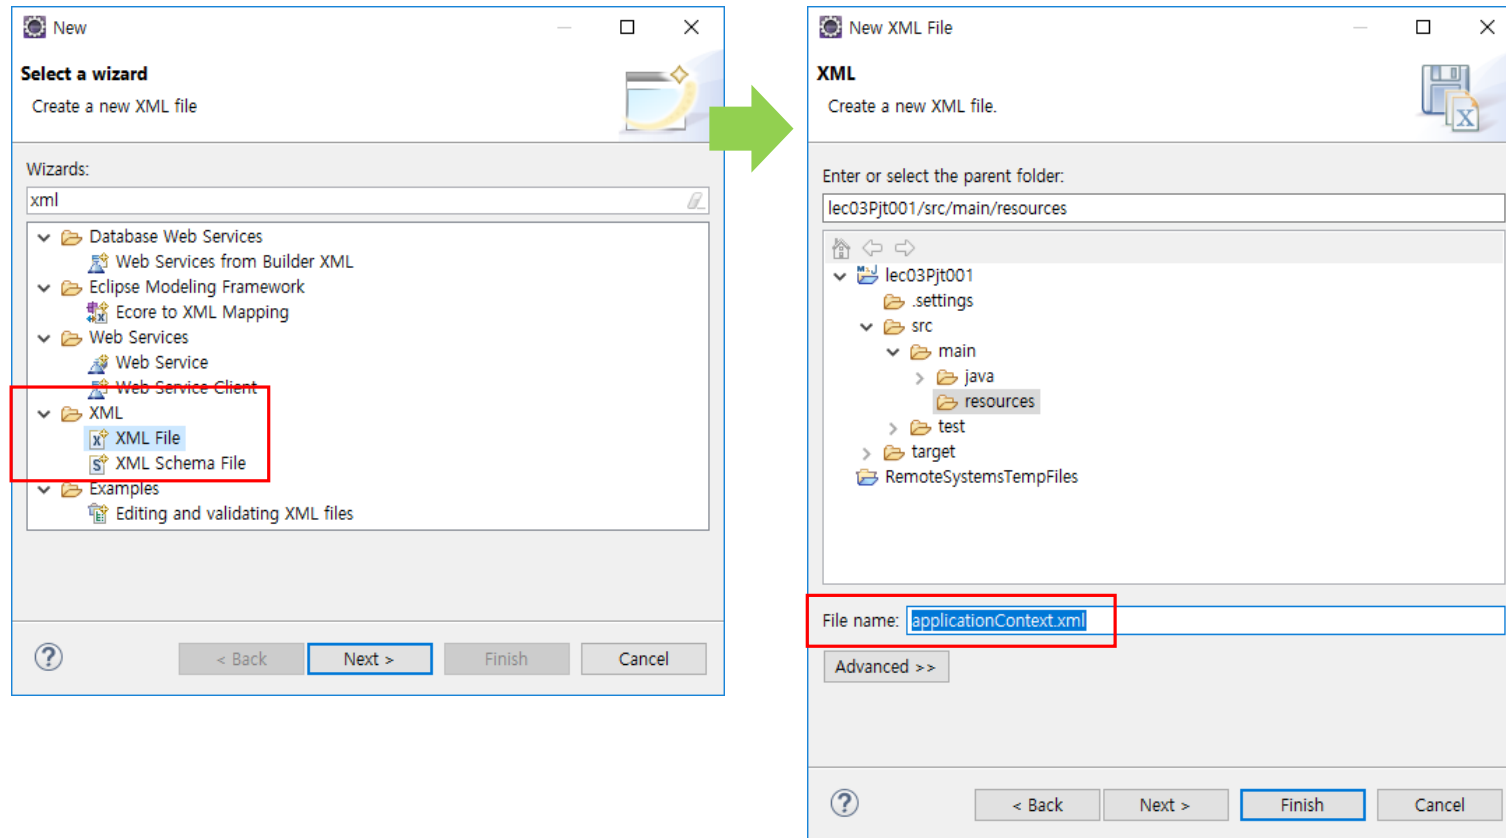 New
Select a wizard
Create a new XML file
Wizards:
xml
Database Web Services
Web Services from Builder XML
Eclipse Modeling Framework
Ecore to XML Mapping
Web Services
Web Service
Web Service Client
XML
XML File
XML Schema File
Examples
Editing and validating XML files
< Back
Next >
Finish
Cancel
New XML File
XML
Create a new XML file.
Enter or select the parent folder:
lec03Pjt001/src/main/resources
lec03Pjt001
.settings
src
main
java
resources
test
target
RemoteSystemsTempFiles
File name: applicationContext.xml
Advanced >>
< Back
Next >
Finish
Cancel